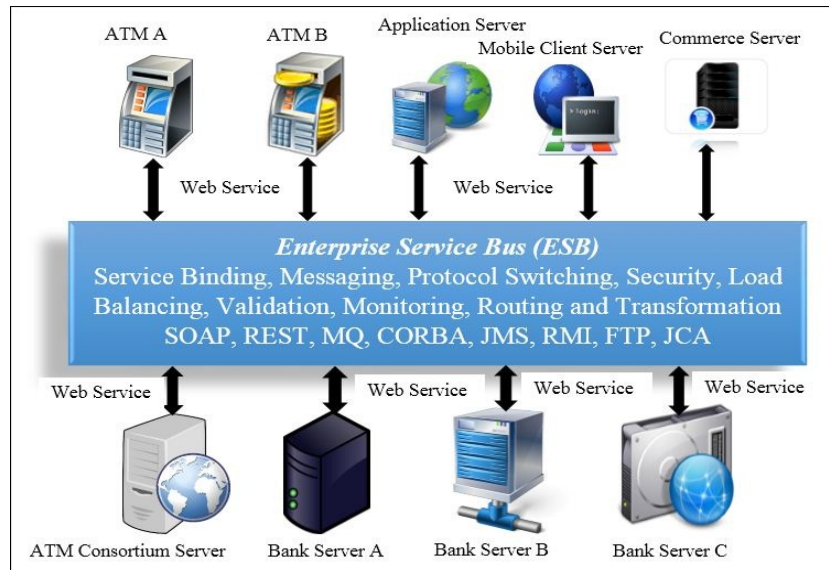 ATM A
ATM B
Application Server
Mobile Client Server
Commerce Server
> login:
Web Service
Web Service
Enterprise Service Bus (ESB)
Service Binding, Messaging, Protocol Switching, Security, Load
Balancing, Validation, Monitoring, Routing and Transformation
SOAP, REST, MQ, CORBA, JMS, RMI, FTP, JCA
Web Service
Web Service
Web Service
Web Service
ATM Consortium Server
Bank Server A
Bank Server B
Bank Server C